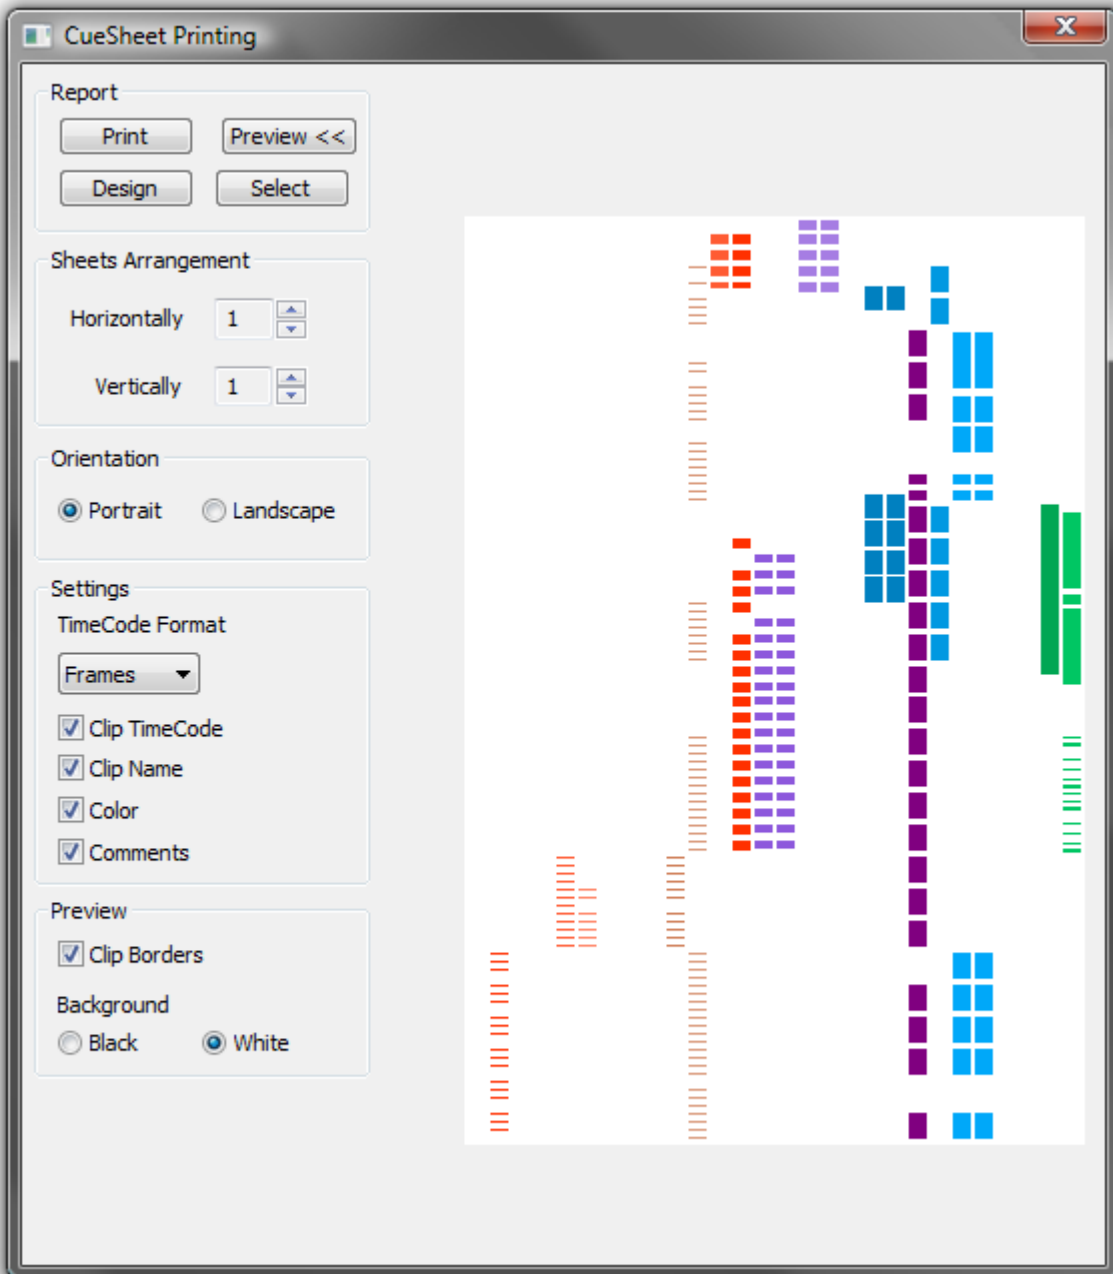 CueSheet Printing
Report
Print
Preview <<
Design
Select
Sheets Arrangement
Horizontally 1
Vertically 1
Orientation
Portrait
Landscape
Settings
TimeCode Format
Frames
Clip TimeCode
Clip Name
Color
Comments
Preview
Clip Borders
Background
Black
White